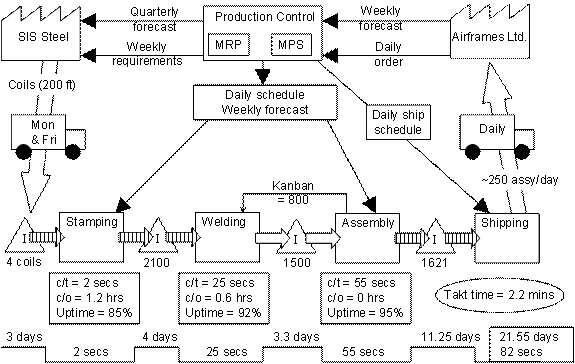 Quarterly
forecast
Production Control
Weekly
forecast
SIS Steel
MRP
MPS
Airframes Ltd.
Weekly
requirements
Daily
order
Coils (200 ft)
Daily schedule
Weekly forecast
Daily ship
schedule
Mon
& Fri
Daily
Kanban
= 800
~250 assy/day
Stamping
Welding
Assembly
Shipping
I
I
I
I
4 coils
2100
1500
1621
c/t = 2 secs
c/o = 1.2 hrs
Uptime = 85%
c/t = 25 secs
c/o = 0.6 hrs
Uptime = 92%
c/t = 55 secs
c/o = 0 hrs
Uptime = 95%
Takt time = 2.2 mins
3 days
4 days
3.3 days
11.25 days
21.55 days
2 secs
25 secs
55 secs
82 secs